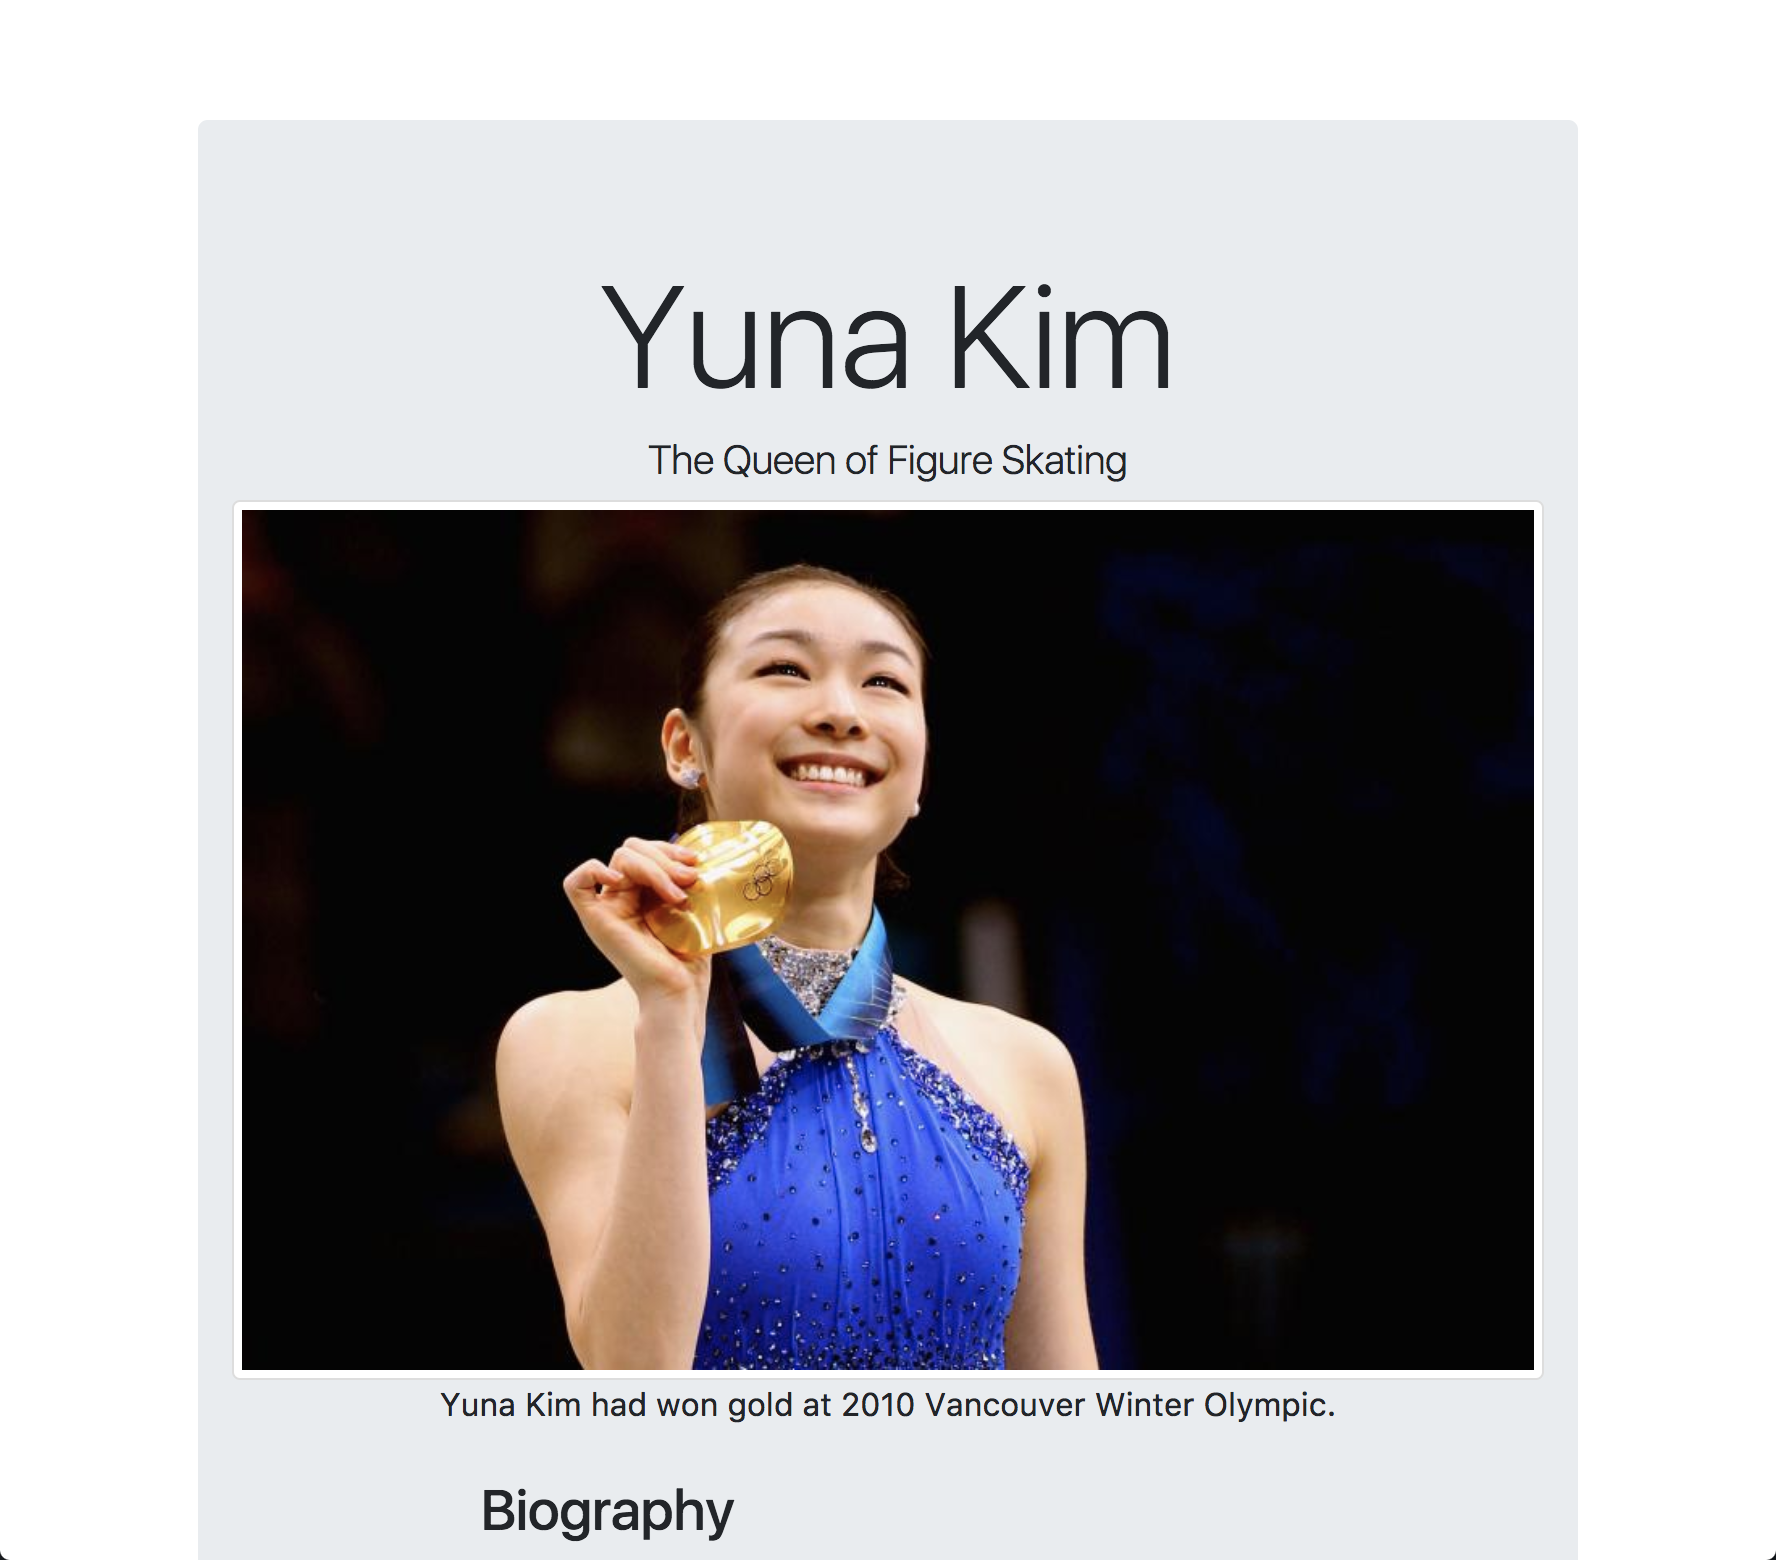 Yuna Kim
The Queen of Figure Skating
Yuna Kim had won gold at 2010 Vancouver Winter Olympic.
Biography